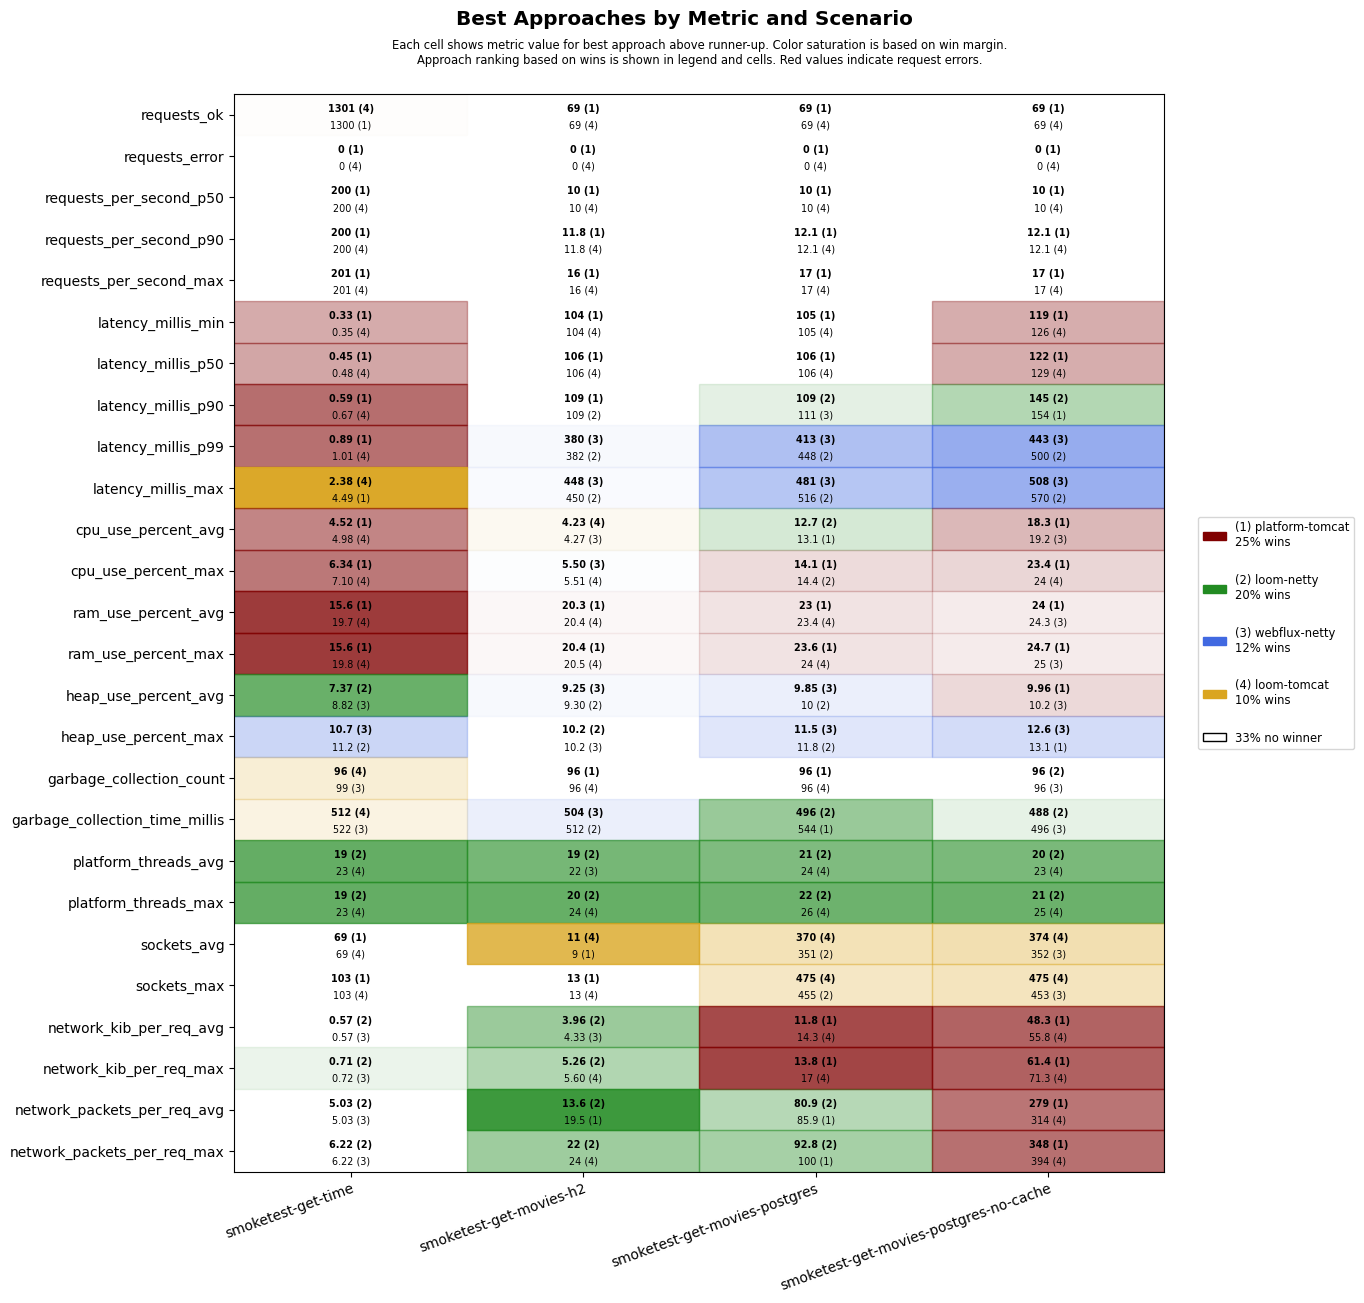 Best Approaches by Metric and Scenario
Each cell shows metric value for best approach above runner-up. Color saturation is based on win margin.
Approach ranking based on wins is shown in legend and cells. Red values indicate request errors.
requests_ok
1301 (4) 69 (1) 69 (1) 69 (1)
1300 (1) 69 (4) 69 (4) 69 (4)
requests_error
0 (1) 0 (1) 0 (1) 0 (1)
0 (4) 0 (4) 0 (4) 0 (4)
requests_per_second_p50
200 (1) 10 (1) 10 (1) 10 (1)
200 (4) 10 (4) 10 (4) 10 (4)
requests_per_second_p90
200 (1) 11.8 (1) 12.1 (1) 12.1 (1)
200 (4) 11.8 (4) 12.1 (4) 12.1 (4)
requests_per_second_max
201 (1) 16 (1) 17 (1) 17 (1)
201 (4) 16 (4) 17 (4) 17 (4)
latency_millis_min
0.33 (1) 104 (1) 105 (1) 119 (1)
0.35 (4) 104 (4) 105 (4) 126 (4)
latency_millis_p50
0.45 (1) 106 (1) 106 (1) 122 (1)
0.48 (4) 106 (4) 106 (4) 129 (4)
latency_millis_p90
0.59 (1) 109 (1) 109 (2) 145 (2)
0.67 (4) 109 (2) 111 (3) 154 (1)
latency_millis_p99
0.89 (1) 380 (3) 413 (3) 443 (3)
1.01 (4) 382 (2) 448 (2) 500 (2)
latency_millis_max
2.38 (4) 448 (3) 481 (3) 508 (3)
4.49 (1) 450 (2) 516 (2) 570 (2)
cpu_use_percent_avg
4.52 (1) 4.23 (4) 12.7 (2) 18.3 (1)
4.98 (4) 4.27 (3) 13.1 (1) 19.2 (3)
cpu_use_percent_max
6.34 (1) 5.50 (3) 14.1 (1) 23.4 (1)
7.10 (4) 5.51 (4) 14.4 (2) 24 (4)
ram_use_percent_avg
15.6 (1) 20.3 (1) 23 (1) 24 (1)
19.7 (4) 20.4 (4) 23.4 (4) 24.3 (3)
ram_use_percent_max
15.6 (1) 20.4 (1) 23.6 (1) 24.7 (1)
19.8 (4) 20.5 (4) 24 (4) 25 (3)
heap_use_percent_avg
7.37 (2) 9.25 (3) 9.85 (3) 9.96 (1)
8.82 (3) 9.30 (2) 10 (2) 10.2 (3)
heap_use_percent_max
10.7 (3) 10.2 (2) 11.5 (3) 12.6 (3)
11.2 (2) 10.2 (3) 11.8 (2) 13.1 (1)
garbage_collection_count
96 (4) 96 (1) 96 (1) 96 (2)
99 (3) 96 (4) 96 (4) 96 (3)
garbage_collection_time_millis
512 (4) 504 (3) 496 (2) 488 (2)
522 (3) 512 (2) 544 (1) 496 (3)
platform_threads_avg
19 (2) 19 (2) 21 (2) 20 (2)
23 (4) 22 (3) 24 (4) 23 (4)
platform_threads_max
19 (2) 20 (2) 22 (2) 21 (2)
23 (4) 24 (4) 26 (4) 25 (4)
sockets_avg
69 (1) 11 (4) 370 (4) 374 (4)
69 (4) 9 (1) 351 (2) 352 (3)
sockets_max
103 (1) 13 (1) 475 (4) 475 (4)
103 (4) 13 (4) 455 (2) 453 (3)
network_kib_per_req_avg
0.57 (2) 3.96 (2) 11.8 (1) 48.3 (1)
0.57 (3) 4.33 (3) 14.3 (4) 55.8 (4)
network_kib_per_req_max
0.71 (2) 5.26 (2) 13.8 (1) 61.4 (1)
0.72 (3) 5.60 (4) 17 (4) 71.3 (4)
network_packets_per_req_avg
5.03 (2) 13.6 (2) 80.9 (2) 279 (1)
5.03 (3) 19.5 (1) 85.9 (1) 314 (4)
network_packets_per_req_max
6.22 (2) 22 (2) 92.8 (2) 348 (1)
6.22 (3) 24 (4) 100 (1) 394 (4)
smoketest-get-time
smoketest-get-movies-h2
smoketest-get-movies-postgres
smoketest-get-movies-postgres-no-cache
(1) platform-tomcat
25% wins
(2) loom-netty
20% wins
(3) webflux-netty
12% wins
(4) loom-tomcat
10% wins
33% no winner